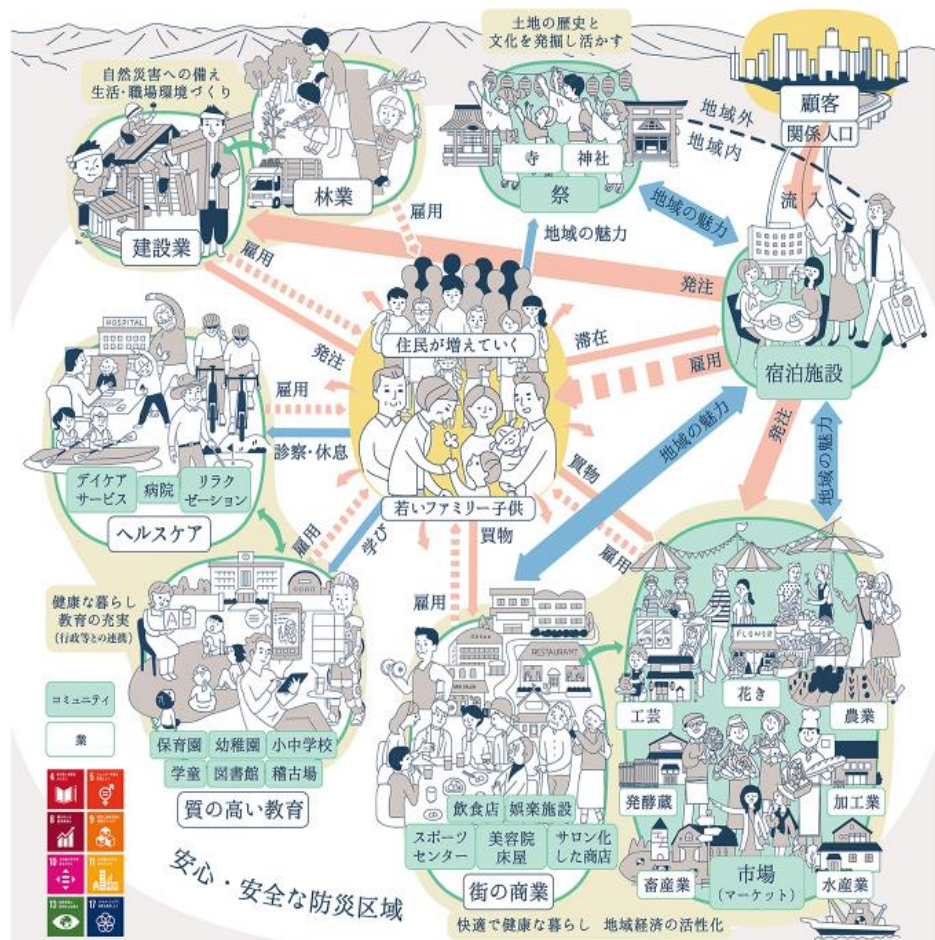 土地の歴史と
文化を発掘し活かす
自然災害への備え
生活・職場環境づくり
顧客
関係人口
地域外
地域内
流入
寺
神社
祭
林業
建設業
雇用
地域の魅力
地域の魅力
雇用
発注
発注
住民が増えていく
滞在
雇用
宿泊施設
HOSPITAL
雇用
診察・休息
デイケア
サービス
病院
リラク
ゼーション
ヘルスケア
地域の魅力
発注
地域の魅力
買物
雇用
若いファミリー子供
雇用
学び
買物
雇用
健康な暮らし
教育の充実
(行政等との連携)
AB
RESTAURANT
FLOWER
工芸
花き
農業
コミュニティ
業
保育園
幼稚園
小中学校
学童
図書館
稽古場
質の高い教育
発酵蔵
加工業
飲食店
娯楽施設
スポーツ
センター
美容院
床屋
サロン化
した商店
街の商業
畜産業
市場
(マーケット)
水産業
4
5
8
9
10
11
13
17
安心・安全な防災区域
快適で健康な暮らし 地域経済の活性化